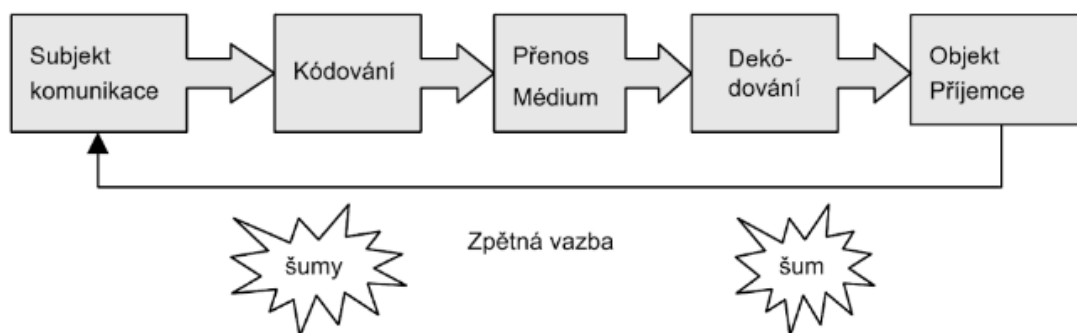 Subjekt
komunikace
Kódování
Přenos
Médium
Dekó-
dování
Objekt
Příjemce
Zpětná vazba
šumy
šum